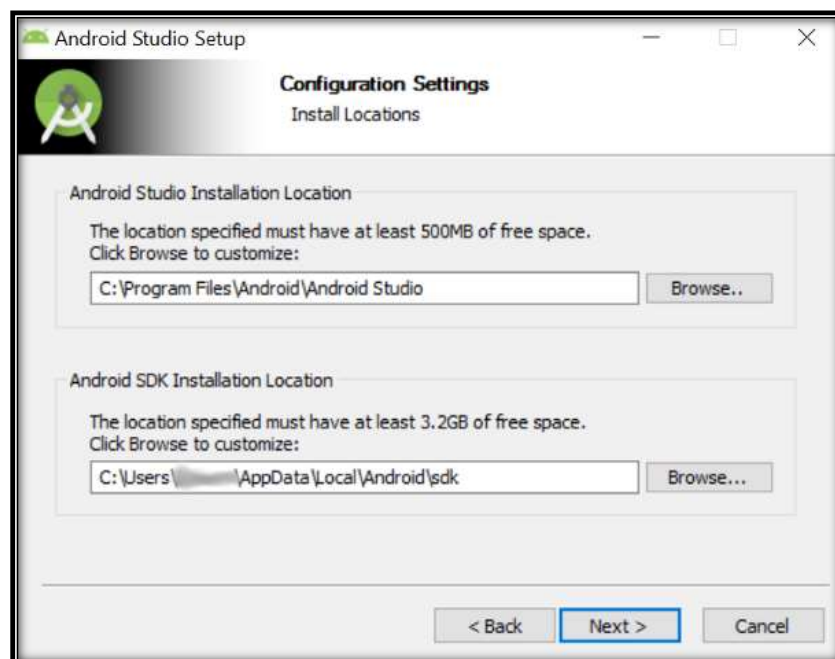 Android Studio Setup
Configuration Settings
Install Locations
Android Studio Installation Location
The location specified must have at least 500MB of free space.
Click Browse to customize:
C:\Program Files\Android\Android Studio
Browse..
Android SDK Installation Location
The location specified must have at least 3.2GB of free space.
Click Browse to customize:
C:\Users\ \AppData\Local\Android\sdk
Browse...
< Back
Next >
Cancel